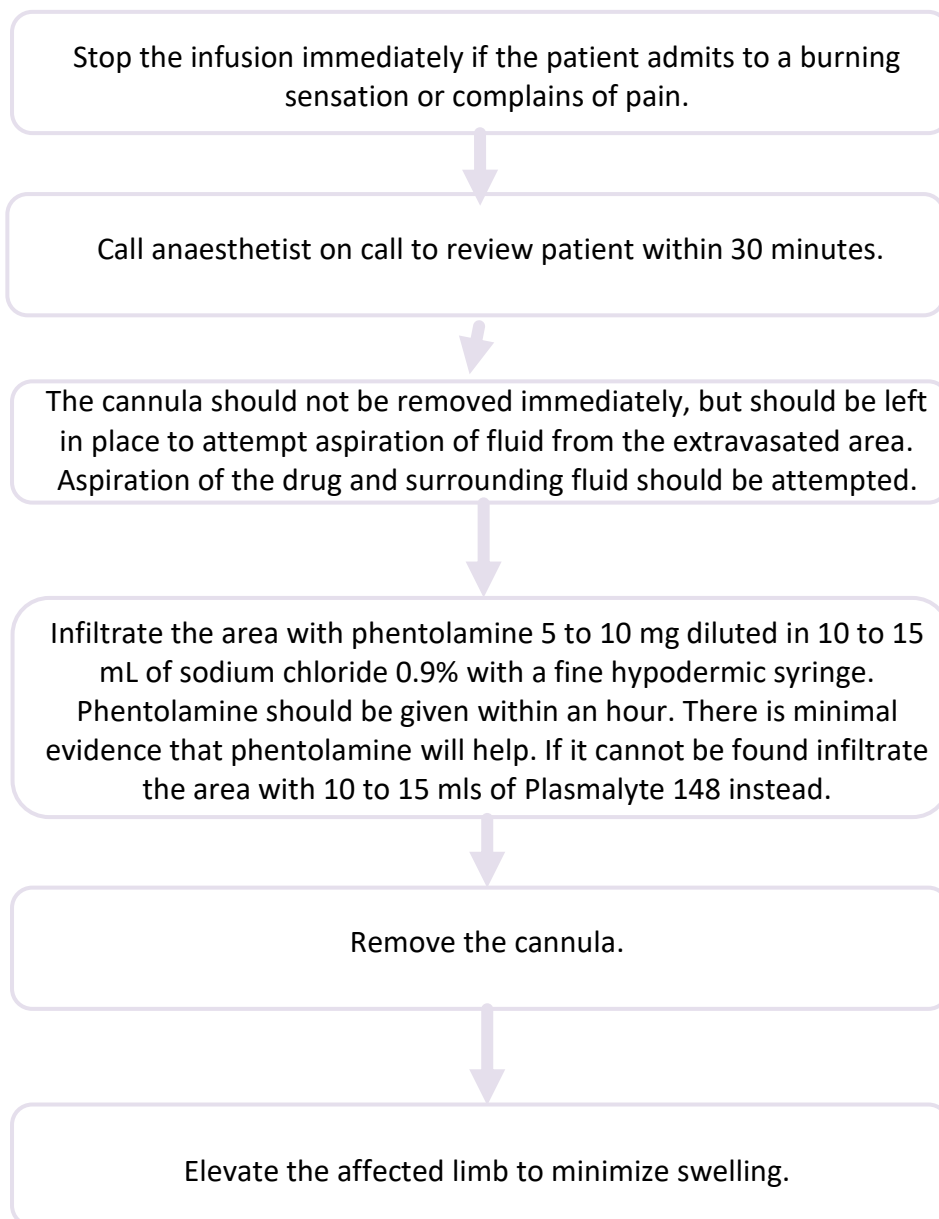 Stop the infusion immediately if the patient admits to a burning
sensation or complains of pain.
Call anaesthetist on call to review patient within 30 minutes.
The cannula should not be removed immediately, but should be left
in place to attempt aspiration of fluid from the extravasated area.
Aspiration of the drug and surrounding fluid should be attempted.
Infiltrate the area with phentolamine 5 to 10 mg diluted in 10 to 15
mL of sodium chloride 0.9% with a fine hypodermic syringe.
Phentolamine should be given within an hour. There is minimal
evidence that phentolamine will help. If it cannot be found infiltrate
the area with 10 to 15 mls of Plasmalyte 148 instead.
Remove the cannula.
Elevate the affected limb to minimize swelling.